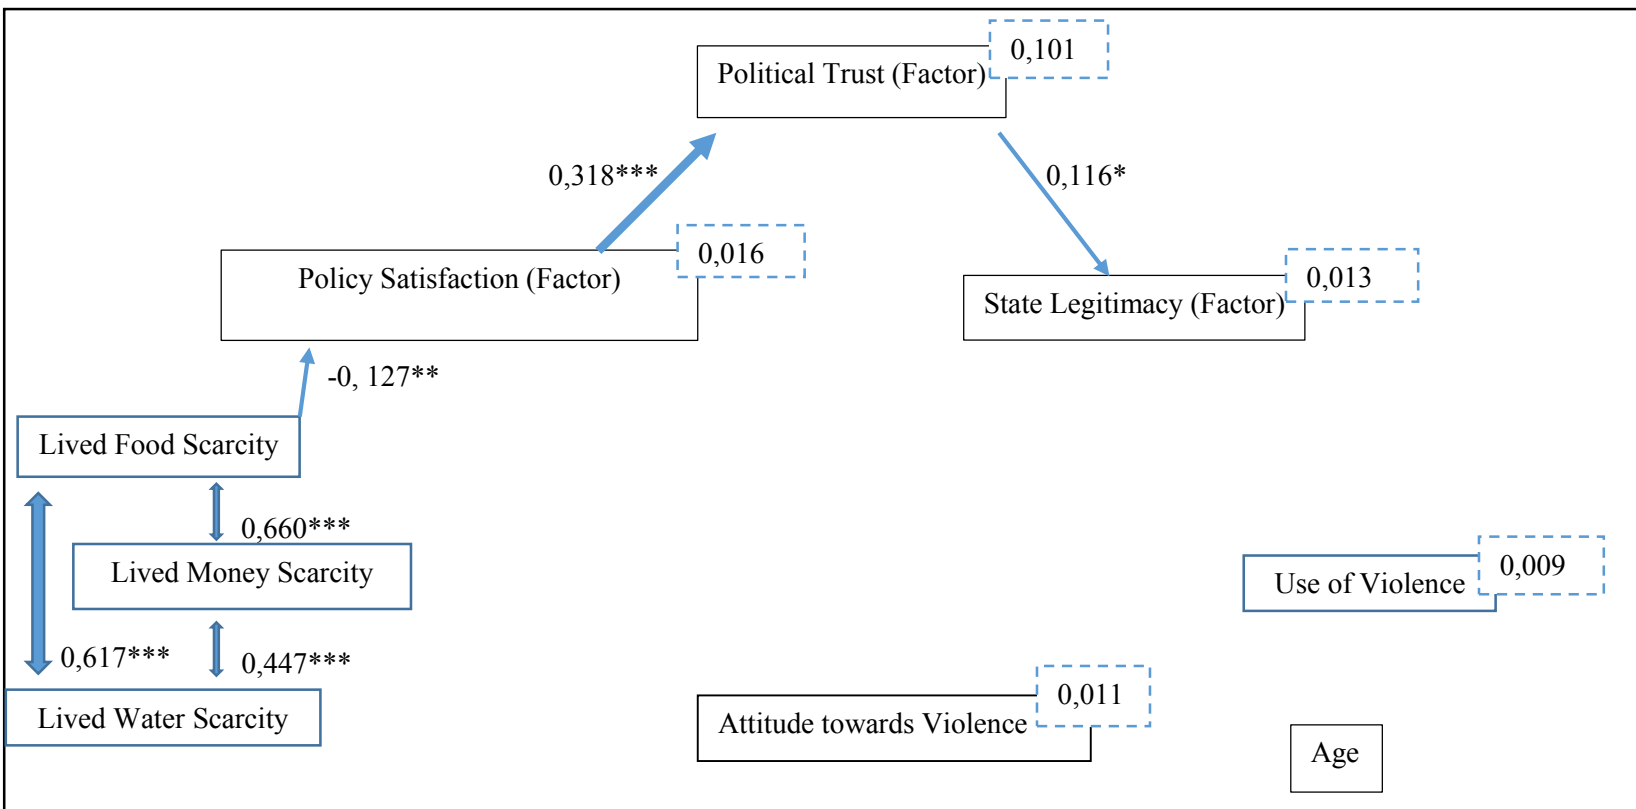 0,101
Political Trust (Factor)
0,318***
0,116*
0,016
Policy Satisfaction (Factor)
0,013
State Legitimacy (Factor)
-0, 127**
Lived Food Scarcity
0,660***
Lived Money Scarcity
0,009
Use of Violence
0,617***
0,447***
Lived Water Scarcity
0,011
Attitude towards Violence
Age